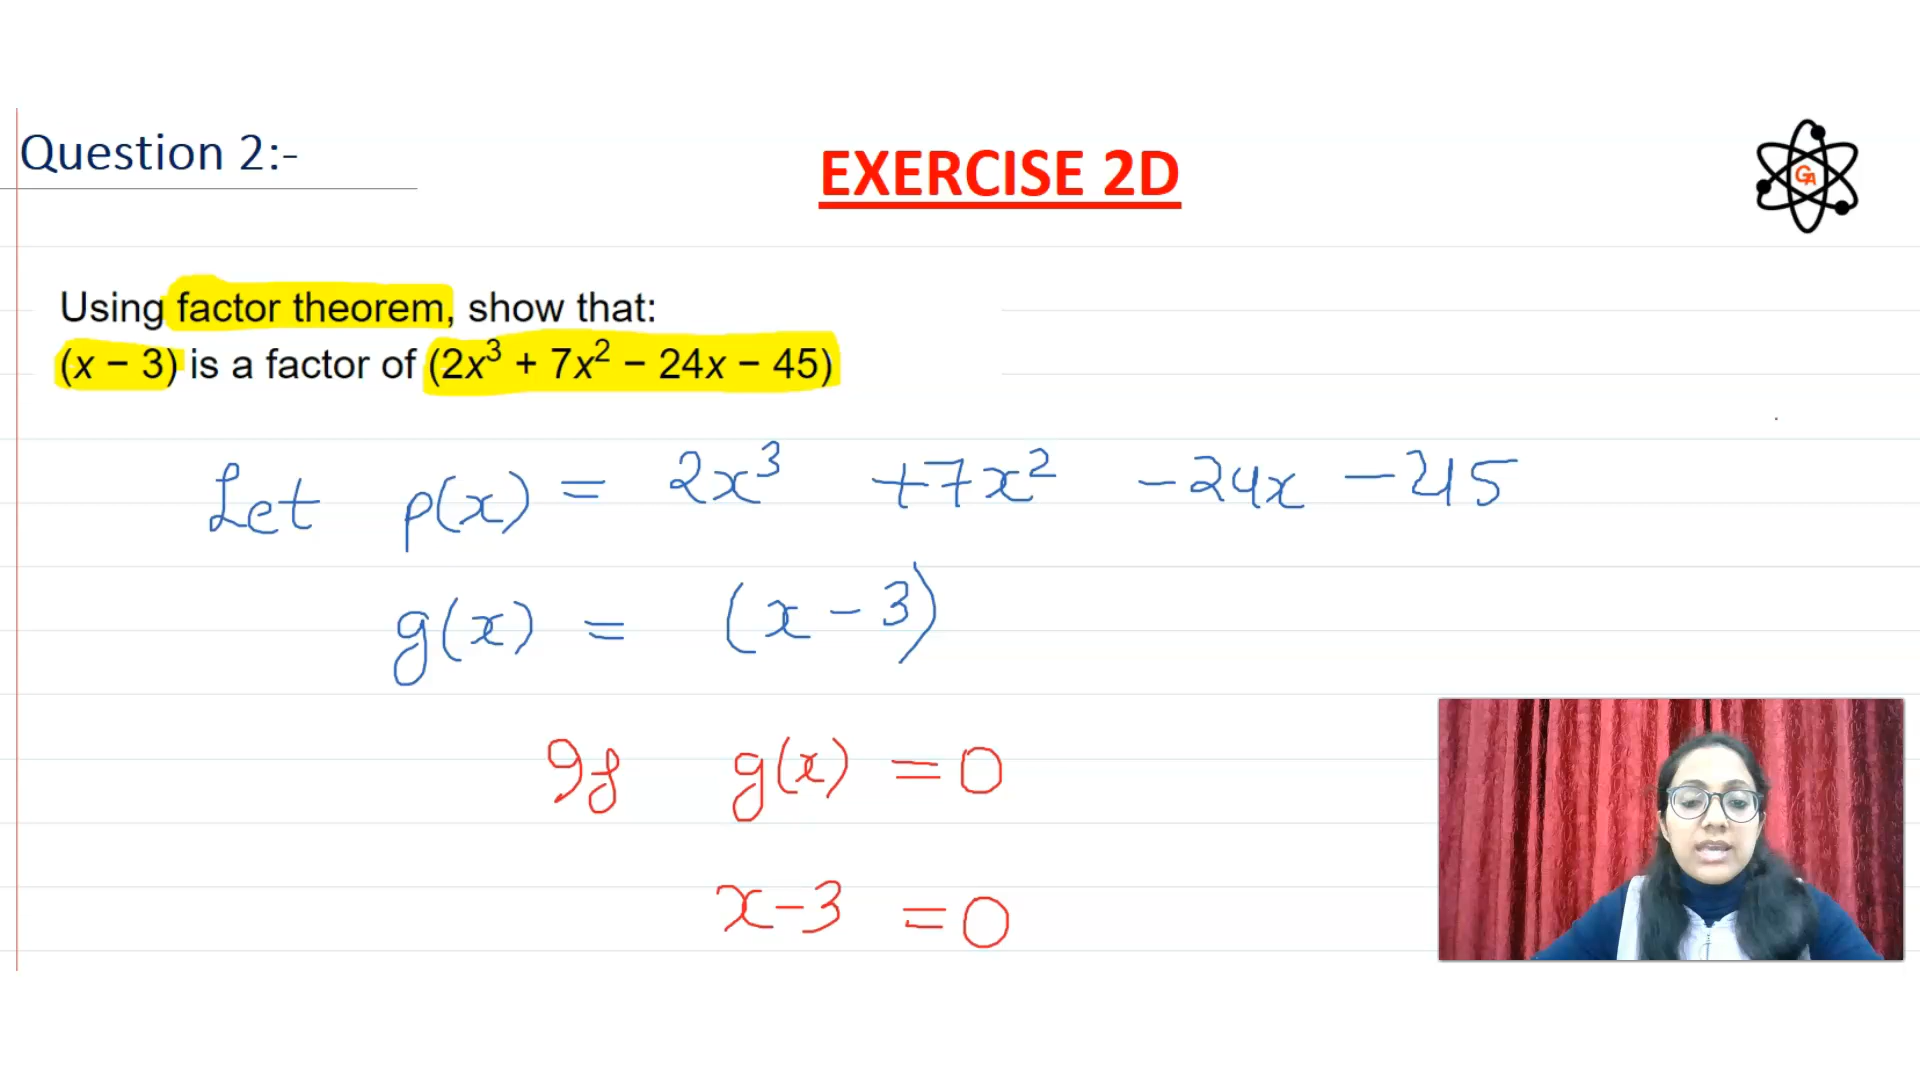 Question 2:-
EXERCISE 2D
GA
Using factor theorem, show that:
(x − 3) is a factor of (2x³ + 7x² − 24x − 45)
Let p(x) = 2x³ +7x² -24x -45
g(x) = (x - 3)
If g(x) = 0
x-3 = 0